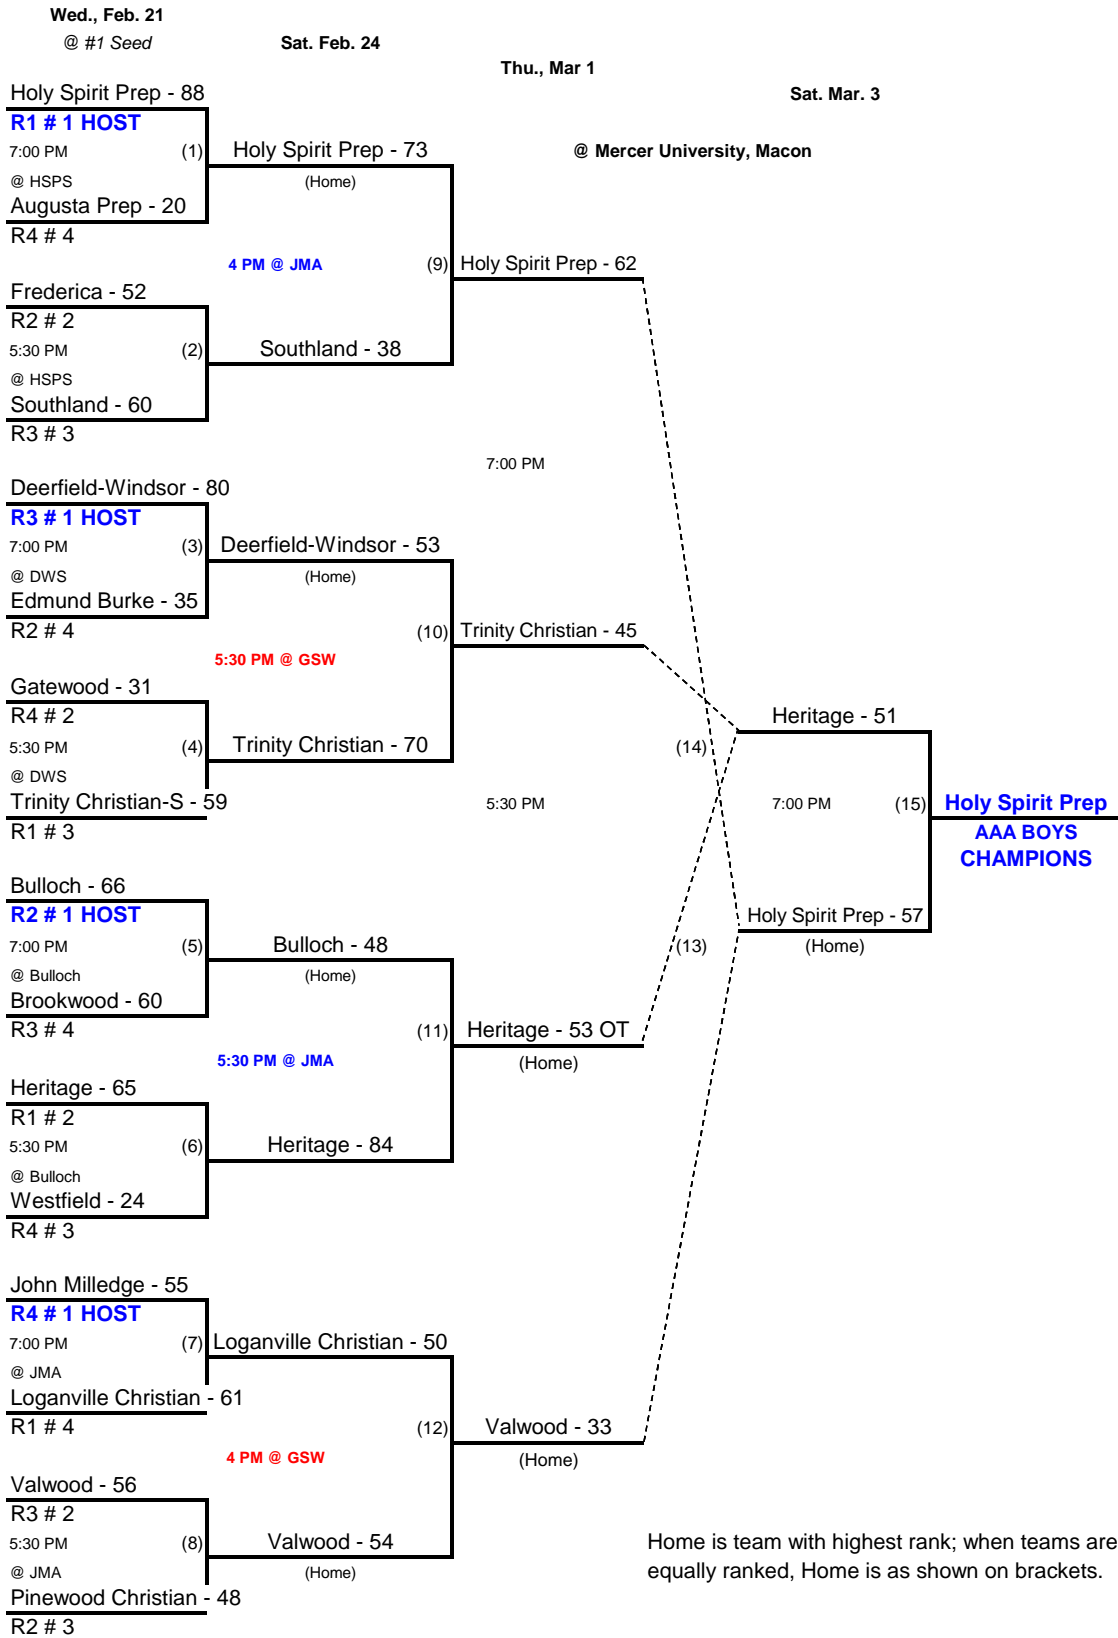 Wed., Feb. 21
@ #1 Seed
Sat. Feb. 24
Thu., Mar 1
Sat. Mar. 3
@ Mercer University, Macon
Holy Spirit Prep - 88
R1 # 1 HOST
7:00 PM
(1)
@ HSPS
Augusta Prep - 20
R4 # 4
Holy Spirit Prep - 73
(Home)
4 PM @ JMA
(9)
Holy Spirit Prep - 62
Frederica - 52
R2 # 2
5:30 PM
(2)
@ HSPS
Southland - 60
R3 # 3
Southland - 38
7:00 PM
Deerfield-Windsor - 80
R3 # 1 HOST
7:00 PM
(3)
@ DWS
Edmund Burke - 35
R2 # 4
Deerfield-Windsor - 53
(Home)
5:30 PM @ GSW
(10)
Trinity Christian - 45
Gatewood - 31
R4 # 2
5:30 PM
(4)
@ DWS
Trinity Christian-S - 59
R1 # 3
Trinity Christian - 70
5:30 PM
(14)
Heritage - 51
7:00 PM
(15)
Holy Spirit Prep
AAA BOYS
CHAMPIONS
Holy Spirit Prep - 57
(Home)
(13)
Bulloch - 66
R2 # 1 HOST
7:00 PM
(5)
@ Bulloch
Brookwood - 60
R3 # 4
Bulloch - 48
(Home)
5:30 PM @ JMA
(11)
Heritage - 53 OT
(Home)
Heritage - 65
R1 # 2
5:30 PM
(6)
@ Bulloch
Westfield - 24
R4 # 3
Heritage - 84
John Milledge - 55
R4 # 1 HOST
7:00 PM
(7)
@ JMA
Loganville Christian - 61
R1 # 4
Loganville Christian - 50
4 PM @ GSW
(12)
Valwood - 33
(Home)
Valwood - 56
R3 # 2
5:30 PM
(8)
@ JMA
Pinewood Christian - 48
R2 # 3
Valwood - 54
(Home)
Home is team with highest rank; when teams are
equally ranked, Home is as shown on brackets.